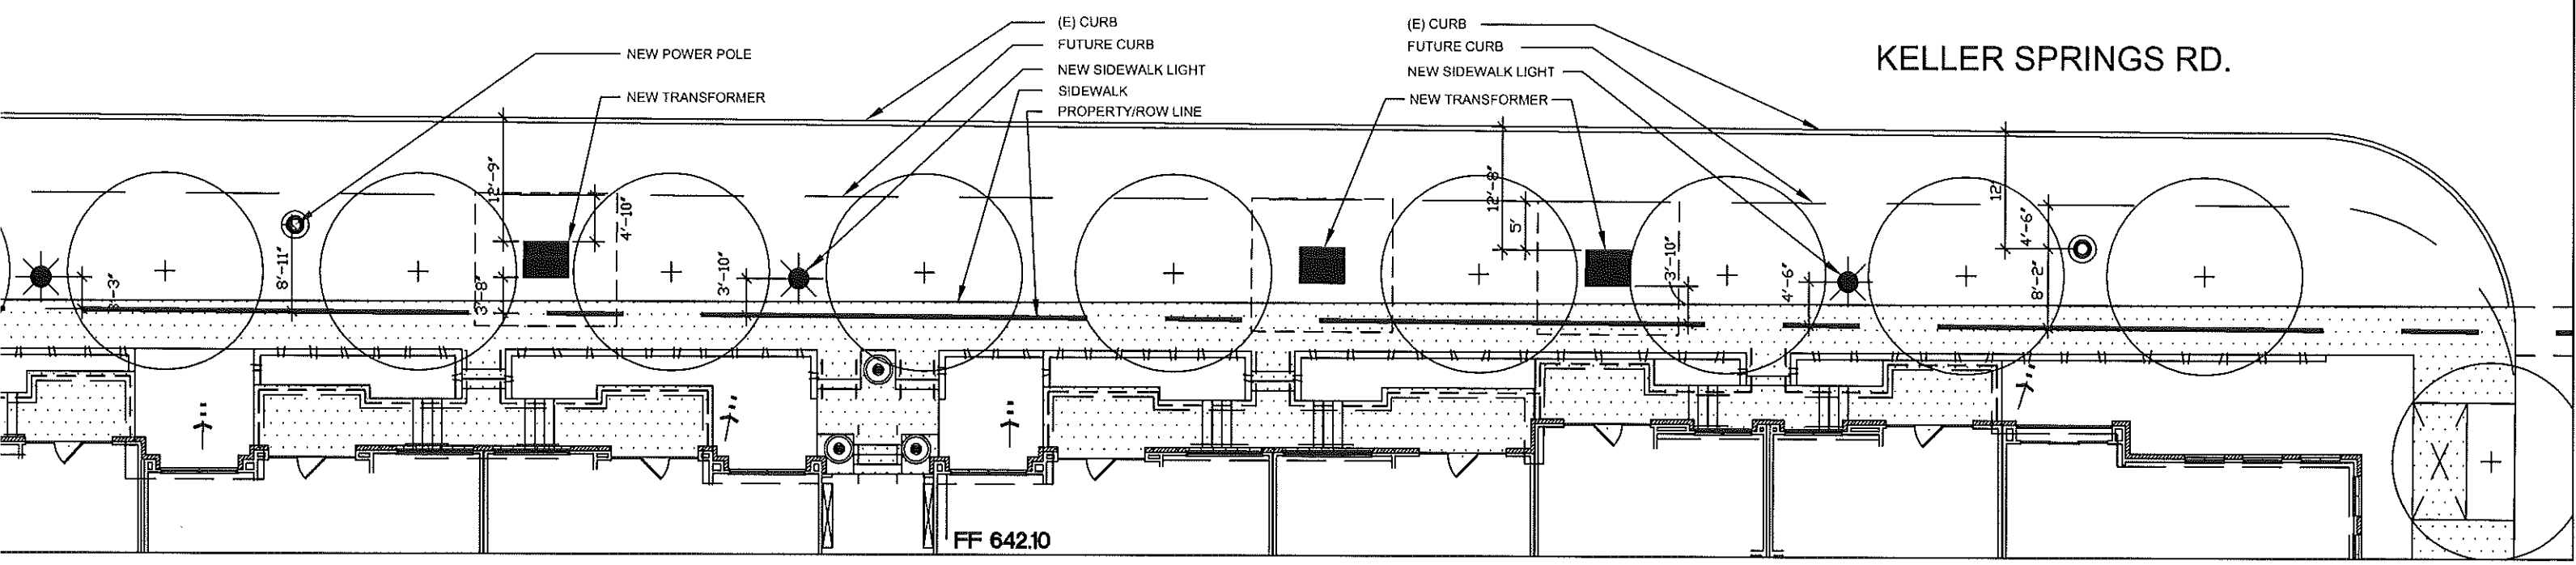 (E) CURB
FUTURE CURB
NEW SIDEWALK LIGHT
SIDEWALK
PROPERTY/ROW LINE
NEW POWER POLE
NEW TRANSFORMER
(E) CURB
FUTURE CURB
NEW SIDEWALK LIGHT
NEW TRANSFORMER
KELLER SPRINGS RD.
12'-9"
4'-10"
8'-11"
3'-8"
3'-10"
12'-8"
5'
3'-10"
4'-6"
12'
4'-6"
8'-2"
FF 642.10